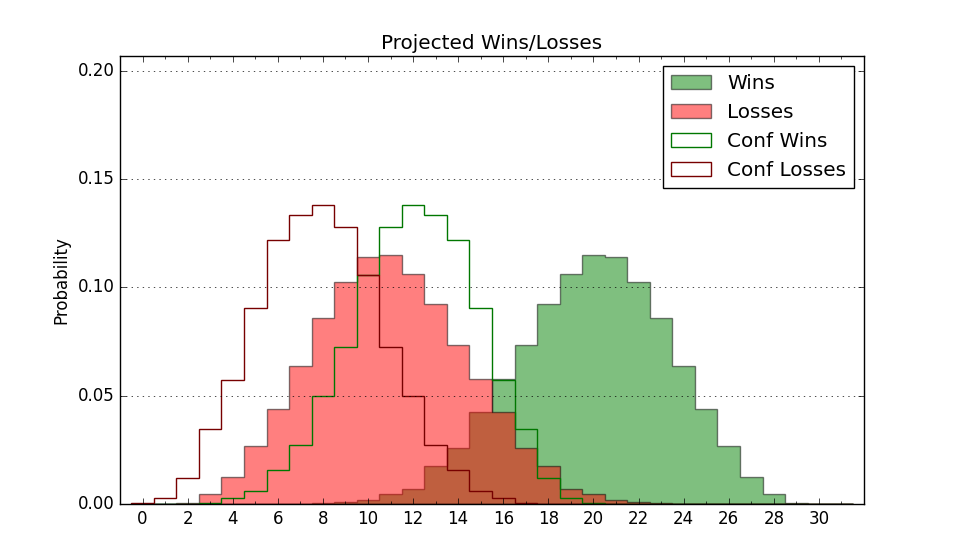 Projected Wins/Losses
Wins
Losses
Conf Wins
Conf Losses
Probability
0.20
0.15
0.10
0.05
0.00
0 2 4 6 8 10 12 14 16 18 20 22 24 26 28 30